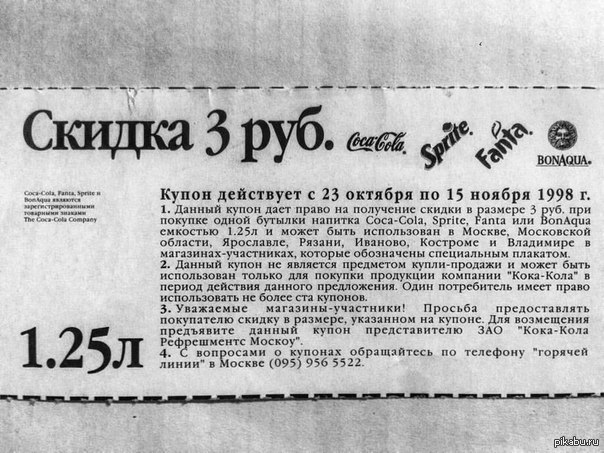 Скидка 3 руб.
Coca-Cola.
Sprite.
Fanta.
BONAQUA.
Coca-Cola, Fanta, Sprite и
BonAqua являются
зарегистрированными
товарными знаками
The Coca-Cola Company
Купон действует с 23 октября по 15 ноября 1998 г.
1. Данный купон дает право на получение скидки в размере 3 руб. при
покупке одной бутылки напитка Coca-Cola, Sprite, Fanta или BonAqua
емкостью 1.25л и может быть использован в Москве, Московской
области, Ярославле, Рязани, Иваново, Костроме и Владимире в
магазинах-участниках, которые обозначены специальным плакатом.
2. Данный купон не является предметом купли-продажи и может быть
использован только для покупки продукции компании "Кока-Кола" в
период действия данного предложения. Один потребитель имеет право
использовать не более ста купонов.
3. Уважаемые магазины-участники! Просьба предоставлять
покупателю скидку в размере, указанном на купоне. Для возмещения
предъявите данный купон представителю ЗАО "Кока-Кола
Рефрешментс Москоу".
4. С вопросами о купонах обращайтесь по телефону "горячей
линии" в Москве (095) 956 5522.
1.25л
pikabu.ru